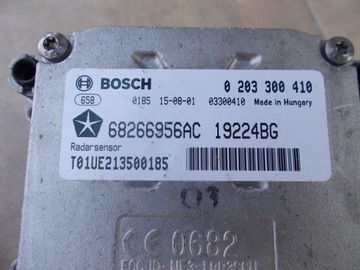 BOSCH 0 203 300 410
658 0185 15-08-01 03300410 Made in Hungary
68266956AC 19224BG
Radarsensor
T01UE213500185
CE 0682